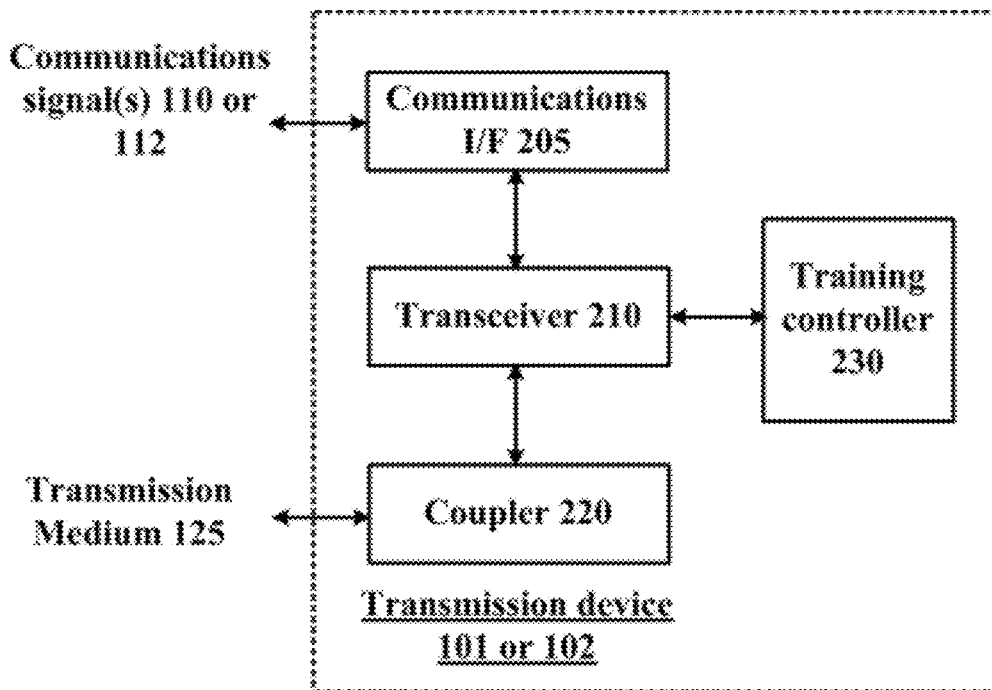 Communications
signal(s) 110 or
112
Communications
I/F 205
Transceiver 210
Training
controller
230
Transmission
Medium 125
Coupler 220
Transmission device
101 or 102